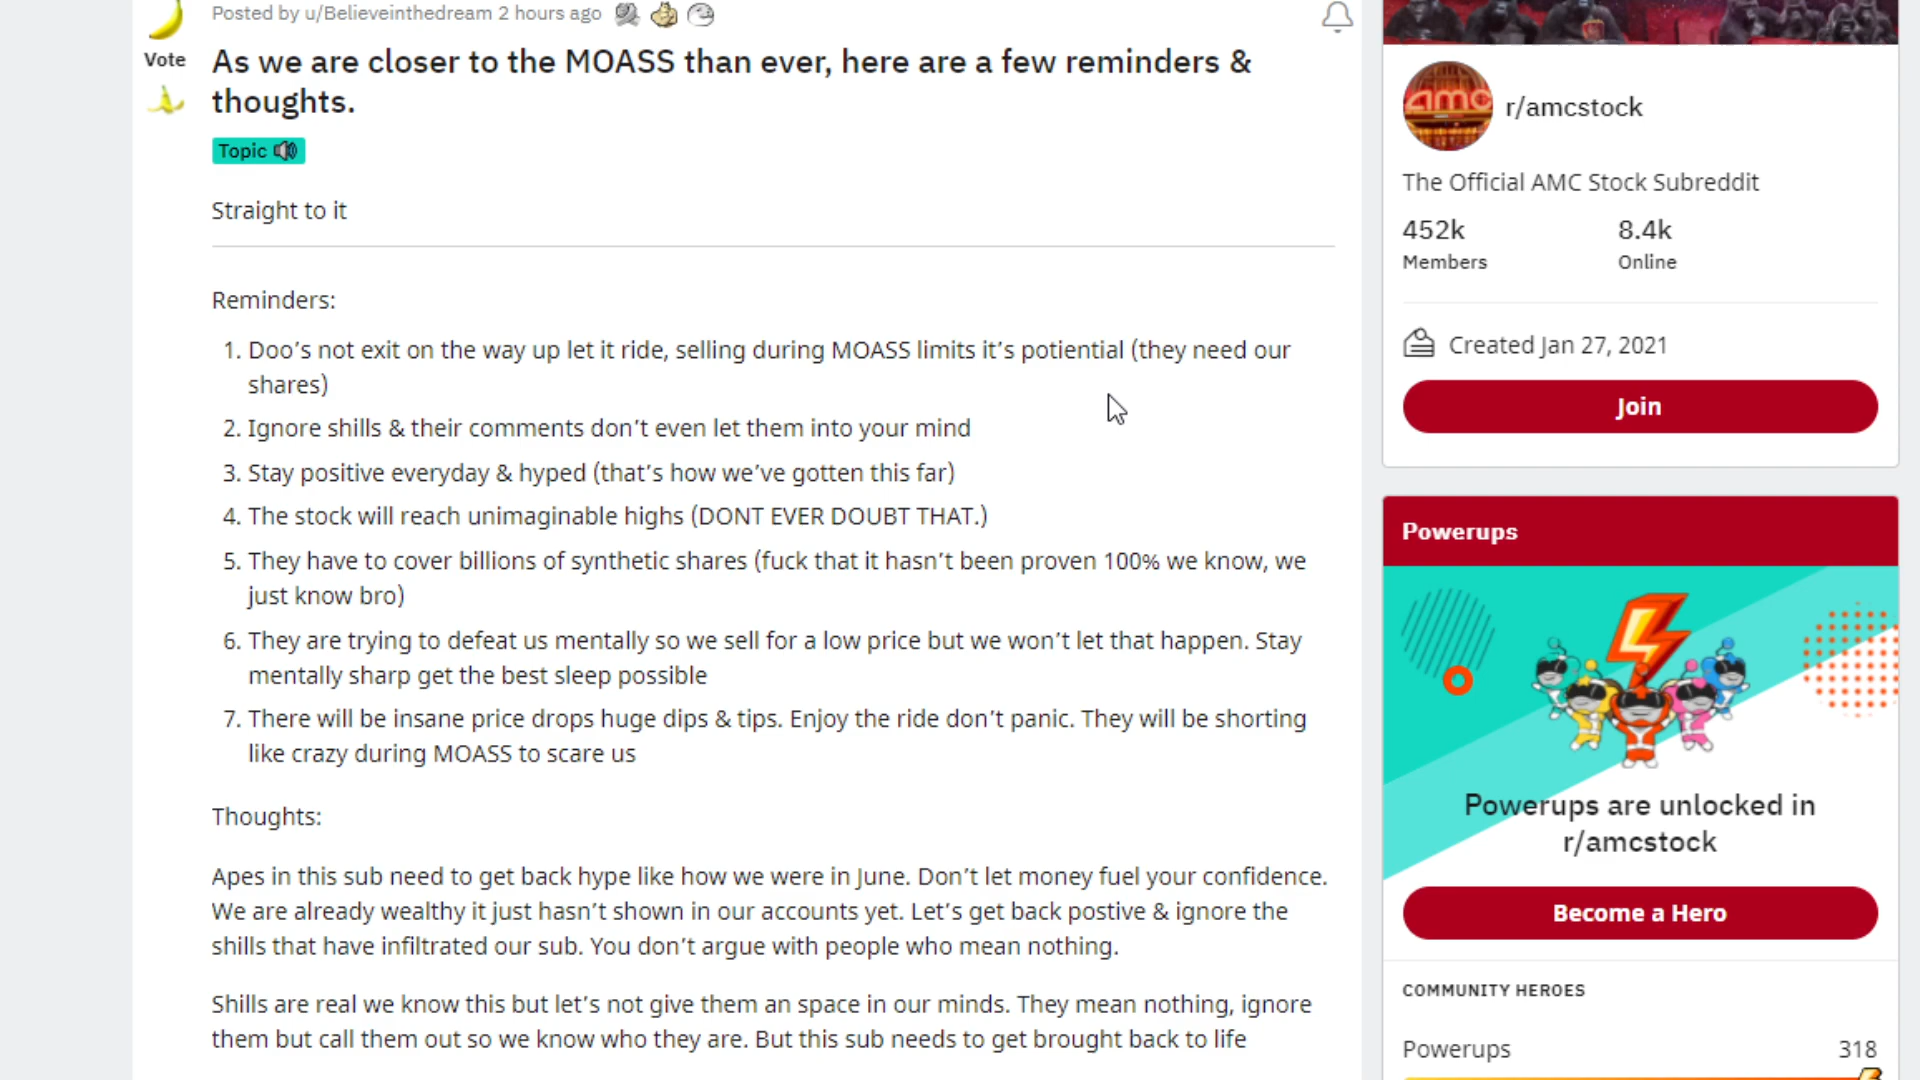 Posted by u/Believeinthedream 2 hours ago
Vote
As we are closer to the MOASS than ever, here are a few reminders &
thoughts.
Topic
Straight to it
Reminders:
1. Doo's not exit on the way up let it ride, selling during MOASS limits it's potiential (they need our
shares)
2. Ignore shills & their comments don't even let them into your mind
3. Stay positive everyday & hyped (that's how we've gotten this far)
4. The stock will reach unimaginable highs (DONT EVER DOUBT THAT.)
5. They have to cover billions of synthetic shares (fuck that it hasn't been proven 100% we know, we
just know bro)
6. They are trying to defeat us mentally so we sell for a low price but we won't let that happen. Stay
mentally sharp get the best sleep possible
7. There will be insane price drops huge dips & tips. Enjoy the ride don't panic. They will be shorting
like crazy during MOASS to scare us
Thoughts:
Apes in this sub need to get back hype like how we were in June. Don't let money fuel your confidence.
We are already wealthy it just hasn't shown in our accounts yet. Let's get back postive & ignore the
shills that have infiltrated our sub. You don't argue with people who mean nothing.
Shills are real we know this but let's not give them an space in our minds. They mean nothing, ignore
them but call them out so we know who they are. But this sub needs to get brought back to life
amc
r/amcstock
The Official AMC Stock Subreddit
452k
8.4k
Members
Online
Created Jan 27, 2021
Join
Powerups
Powerups are unlocked in
r/amcstock
Become a Hero
COMMUNITY HEROES
Powerups
318